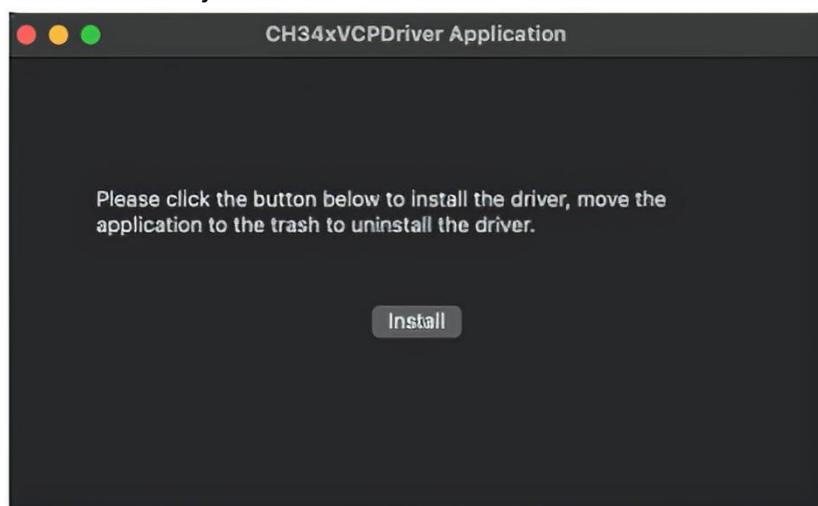 CH34xVCPDriver Application
Please click the button below to install the driver, move the
application to the trash to uninstall the driver.
Install